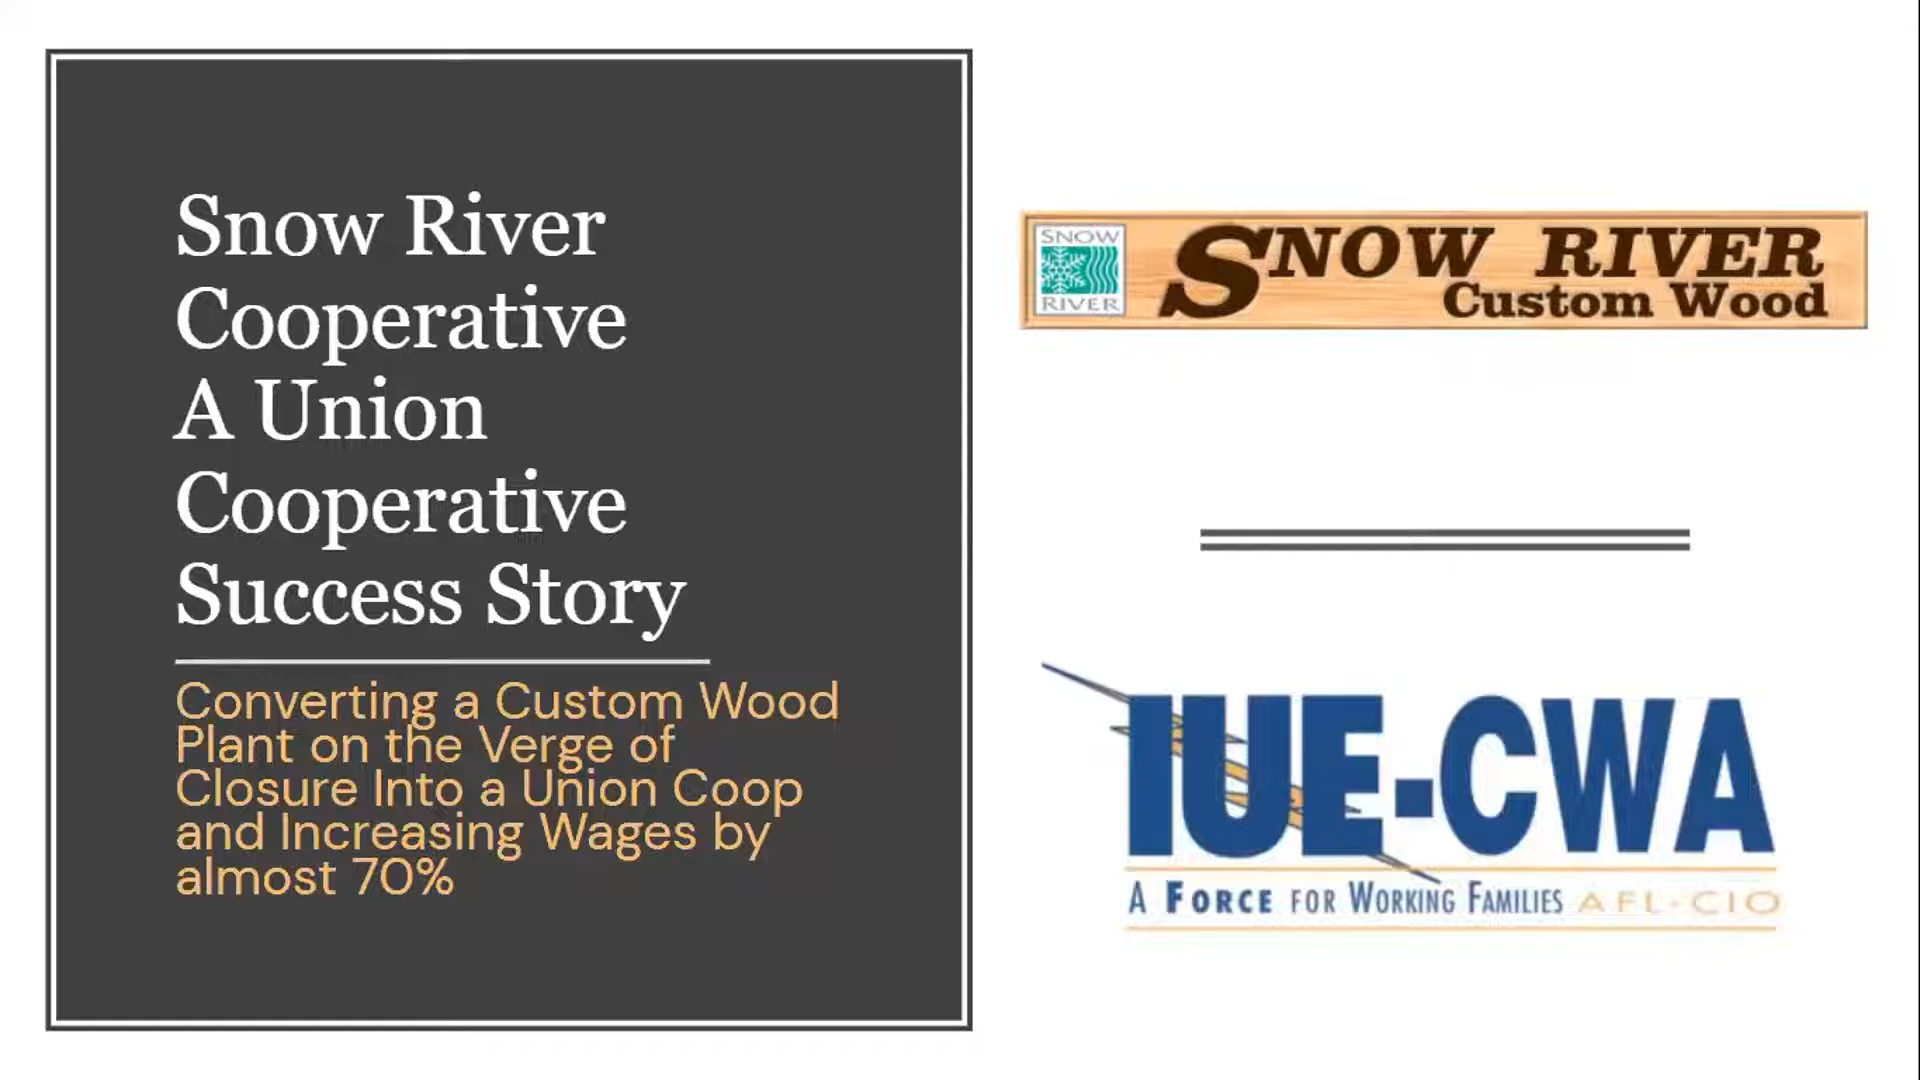 Snow River
Cooperative
A Union
Cooperative
Success Story
Converting a Custom Wood
Plant on the Verge of
Closure Into a Union Coop
and Increasing Wages by
almost 70%
SNOW
RIVER
SNOW RIVER
Custom Wood
IUE-CWA
A FORCE FOR WORKING FAMILIES AFL-CIO